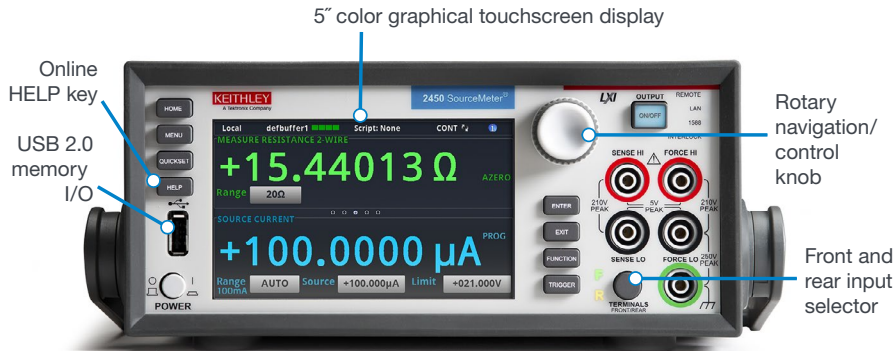 5″ color graphical touchscreen display
Online
HELP key
USB 2.0
memory
I/O
Rotary
navigation/
control
knob
Front and
rear input
selector
HOME
MENU
QUICKSET
HELP
POWER
KEITHLEY
A Tektronix Company
2450 SourceMeter®
Local defbuffer1 Script: None CONT
MEASURE RESISTANCE 2-WIRE
+15.44013 Ω
AZERO
Range 20Ω
SOURCE CURRENT
+100.0000 µA
PROG
Range AUTO Source +100.000µA Limit +021.000V
100mA
LXI
OUTPUT
ON/OFF
REMOTE
LAN
1588
INTERLOCK
ENTER
EXIT
FUNCTION
TRIGGER
SENSE HI
FORCE HI
210V
PEAK
5V
PEAK
210V
PEAK
SENSE LO
FORCE LO
250V
PEAK
F
R
TERMINALS
FRONT/REAR